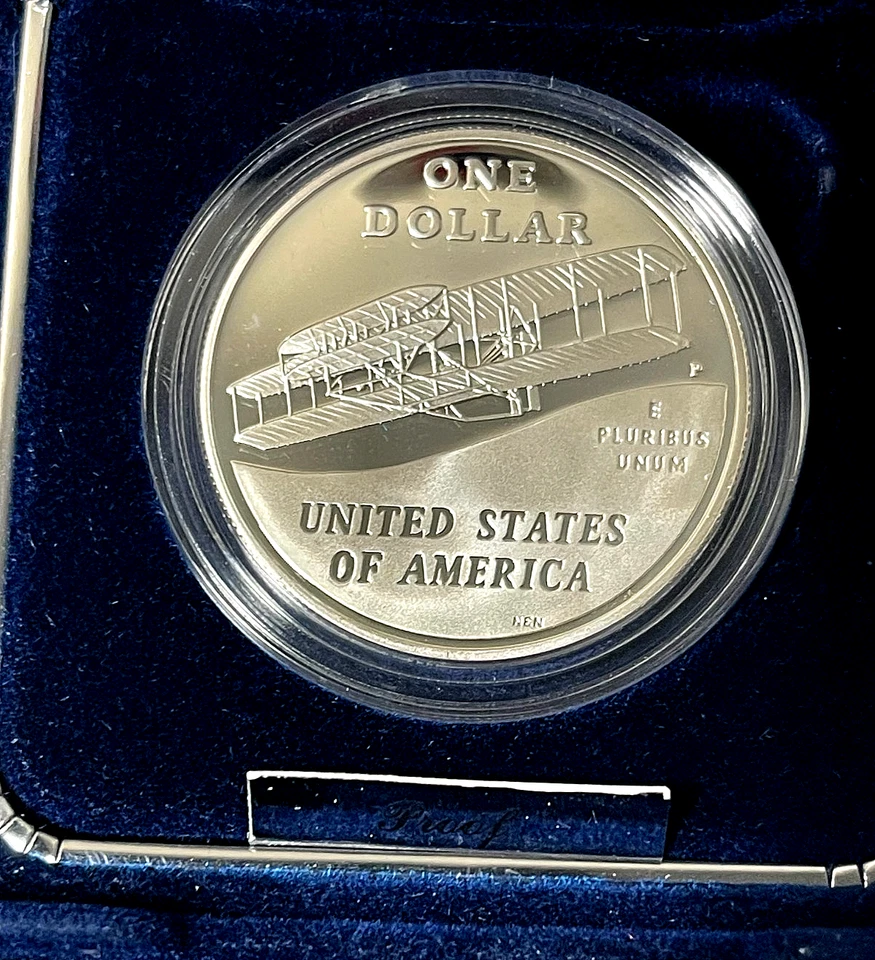 ONE
DOLLAR
P
E
PLURIBUS
UNUM
UNITED STATES
OF AMERICA
NEN
Proof